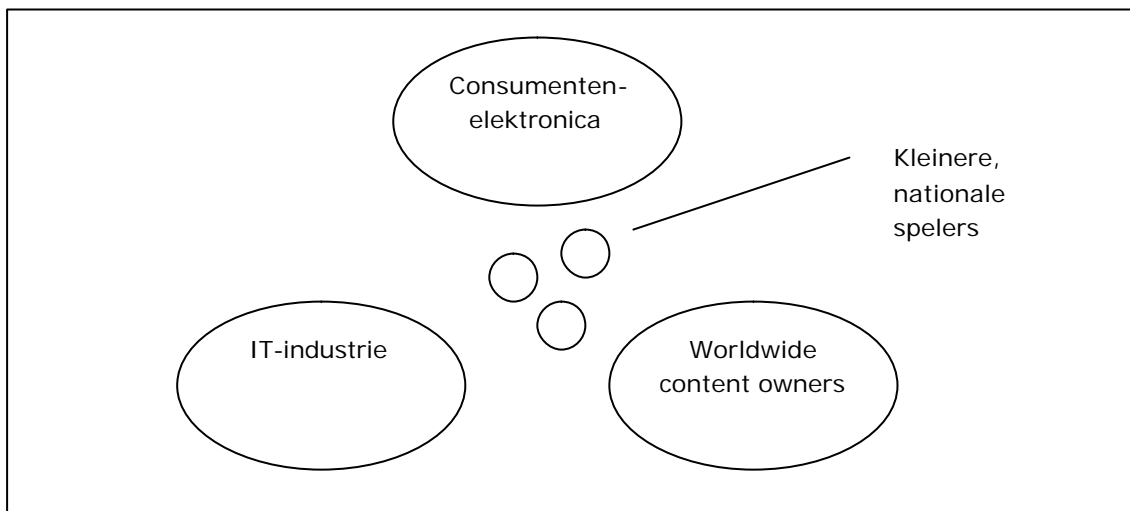 Consumenten-
elektronica
Kleinere,
nationale
spelers
IT-industrie
Worldwide
content owners